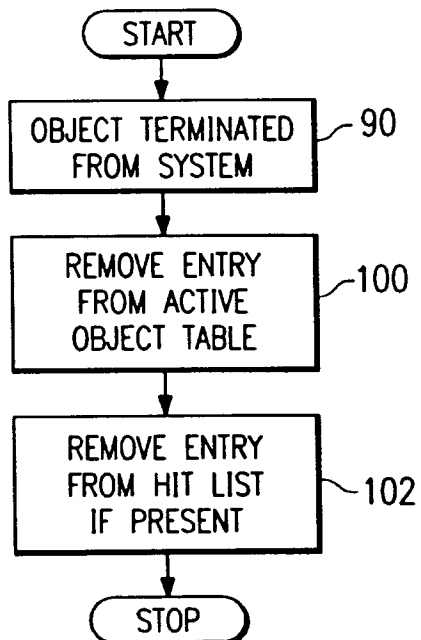 START
OBJECT TERMINATED
FROM SYSTEM
90
REMOVE ENTRY
FROM ACTIVE
OBJECT TABLE
100
REMOVE ENTRY
FROM HIT LIST
IF PRESENT
102
STOP